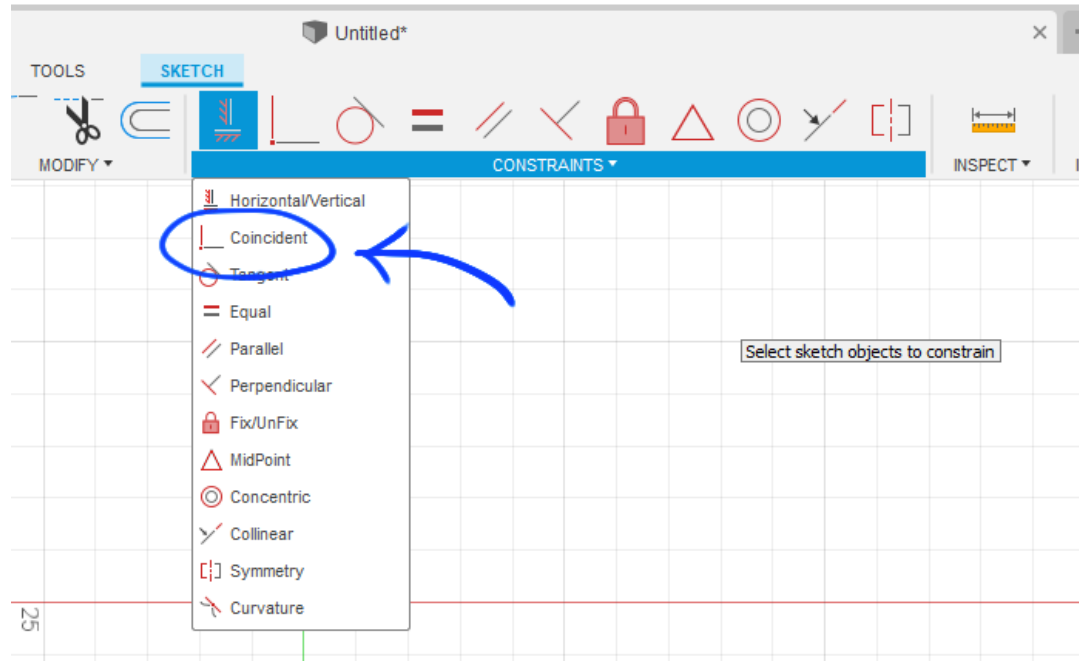 Untitled*
TOOLS SKETCH
MODIFY CONSTRAINTS INSPECT
Horizontal/Vertical
Coincident
Tangent
Equal
Parallel
Select sketch objects to constrain
Perpendicular
Fix/UnFix
MidPoint
Concentric
Collinear
Symmetry
Curvature
25